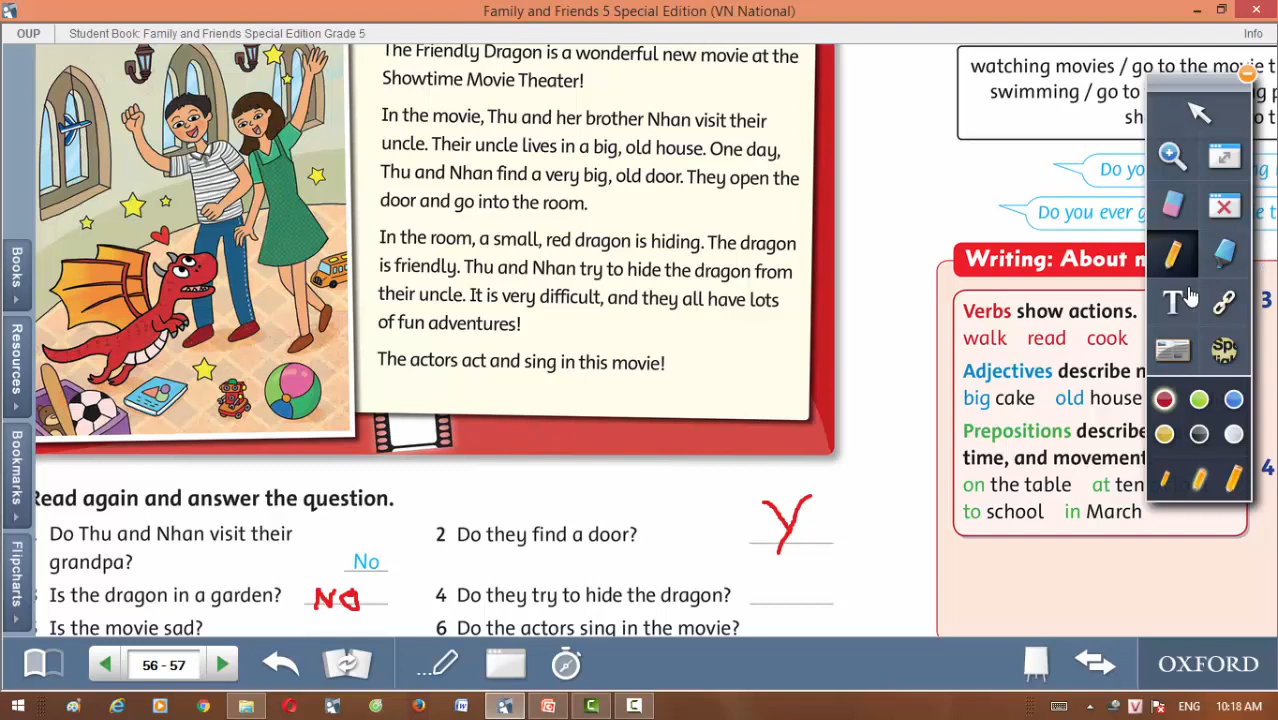 Family and Friends 5 Special Edition (VN National)
OUP
Student Book: Family and Friends Special Edition Grade 5
Info
The Friendly Dragon is a wonderful new movie at the
Showtime Movie Theater!
In the movie, Thu and her brother Nhan visit their
uncle. Their uncle lives in a big, old house. One day,
Thu and Nhan find a very big, old door. They open the
door and go into the room.
In the room, a small, red dragon is hiding. The dragon
is friendly. Thu and Nhan try to hide the dragon from
their uncle. It is very difficult, and they all have lots
of fun adventures!
The actors act and sing in this movie!
Read again and answer the question.
Do Thu and Nhan visit their
grandpa? No
2 Do they find a door? Y
Is the dragon in a garden? NO
4 Do they try to hide the dragon?
Is the movie sad?
6 Do the actors sing in the movie?
watching movies / go to the movie t
swimming / go to
sh
to t
Do yo
Do you ever g
Writing: About
Verbs show actions.
walk read cook
Adjectives describe n
big cake old house
Prepositions describe
time, and movement
on the table at ten
to school in March
3
4
Books
Resources
Bookmarks
Flipcharts
T
Spo
56 - 57
OXFORD
V
ENG
10:18 AM